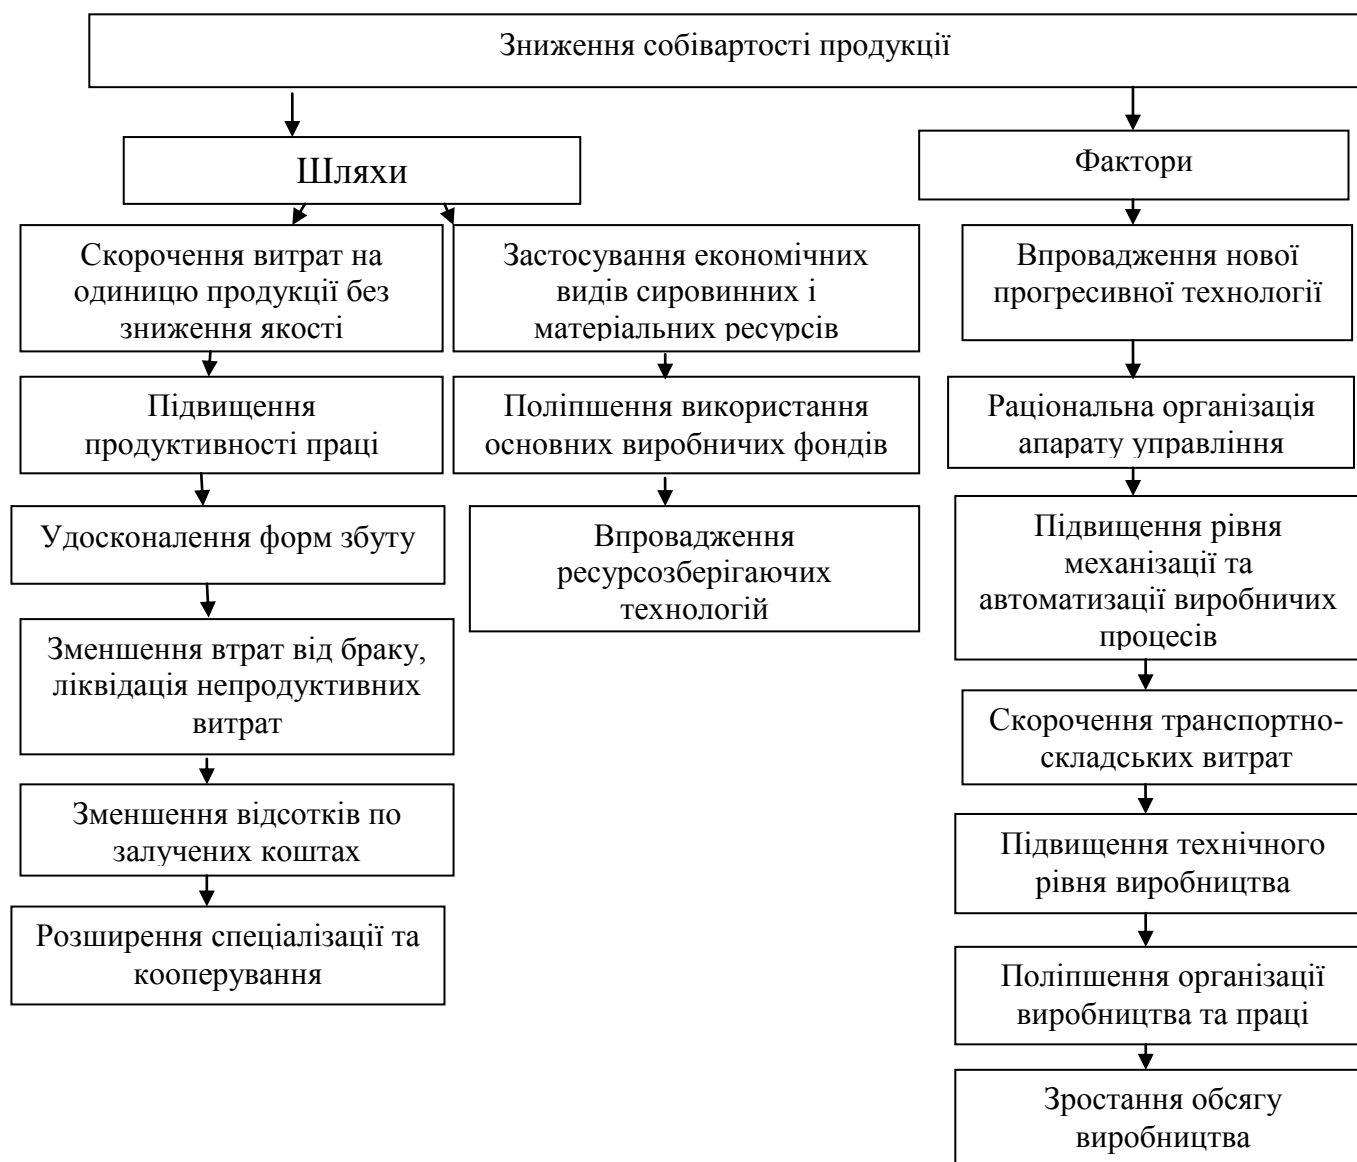 Зниження собівартості продукції
Шляхи
Фактори
Скорочення витрат на
одиницю продукції без
зниження якості
Застосування економічних
видів сировинних і
матеріальних ресурсів
Впровадження нової
прогресивної технології
Підвищення
продуктивності праці
Поліпшення використання
основних виробничих фондів
Раціональна організація
апарату управління
Удосконалення форм збуту
Впровадження
ресурсозберігаючих
технологій
Підвищення рівня
механізації та
автоматизації виробничих
процесів
Зменшення втрат від браку,
ліквідація непродуктивних
витрат
Скорочення транспортно-
складських витрат
Зменшення відсотків по
залучених коштах
Підвищення технічного
рівня виробництва
Розширення спеціалізації та
кооперування
Поліпшення організації
виробництва та праці
Зростання обсягу
виробництва